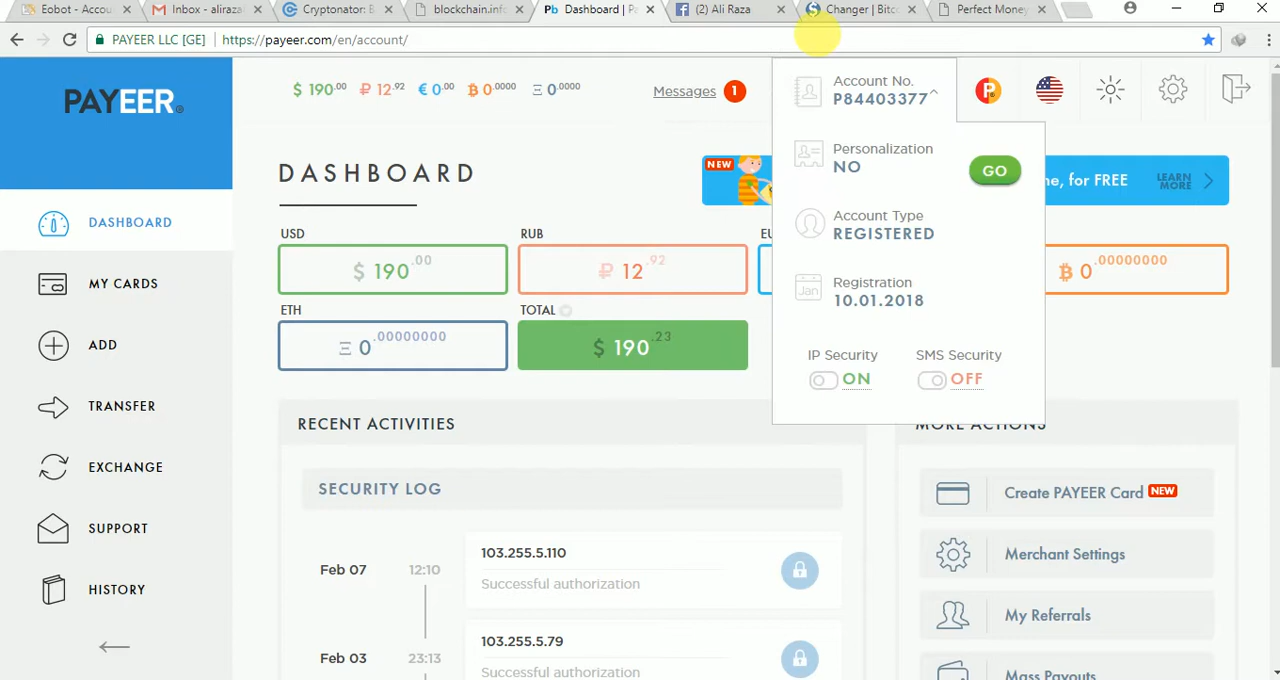 Eobot - Accou
Inbox - aliraza
Cryptonator: B
blockchain.info
Dashboard | P
(2) Ali Raza
Changer | Bitc
Perfect Money
PAYEER LLC [GE]
https://payeer.com/en/account/
PAYEER
$ 190.00 ₽ 12.92 € 0.00 ₿ 0.0000 Ξ 0.0000
Messages 1
Account No.
P84403377
Personalization
NO
GO
Account Type
REGISTERED
Registration
10.01.2018
Jan
IP Security
ON
SMS Security
OFF
DASHBOARD
MY CARDS
ADD
TRANSFER
EXCHANGE
SUPPORT
HISTORY
DASHBOARD
NEW
ne, for FREE
LEARN
MORE
USD
$ 190.00
RUB
₽ 12.92
EU
₿ 0.00000000
ETH
Ξ 0.00000000
TOTAL
$ 190.23
RECENT ACTIVITIES
SECURITY LOG
Feb 07 12:10
103.255.5.110
Successful authorization
Feb 03 23:13
103.255.5.79
Successful authorization
MORE ACTIONS
Create PAYEER Card NEW
Merchant Settings
My Referrals
Mass Payouts